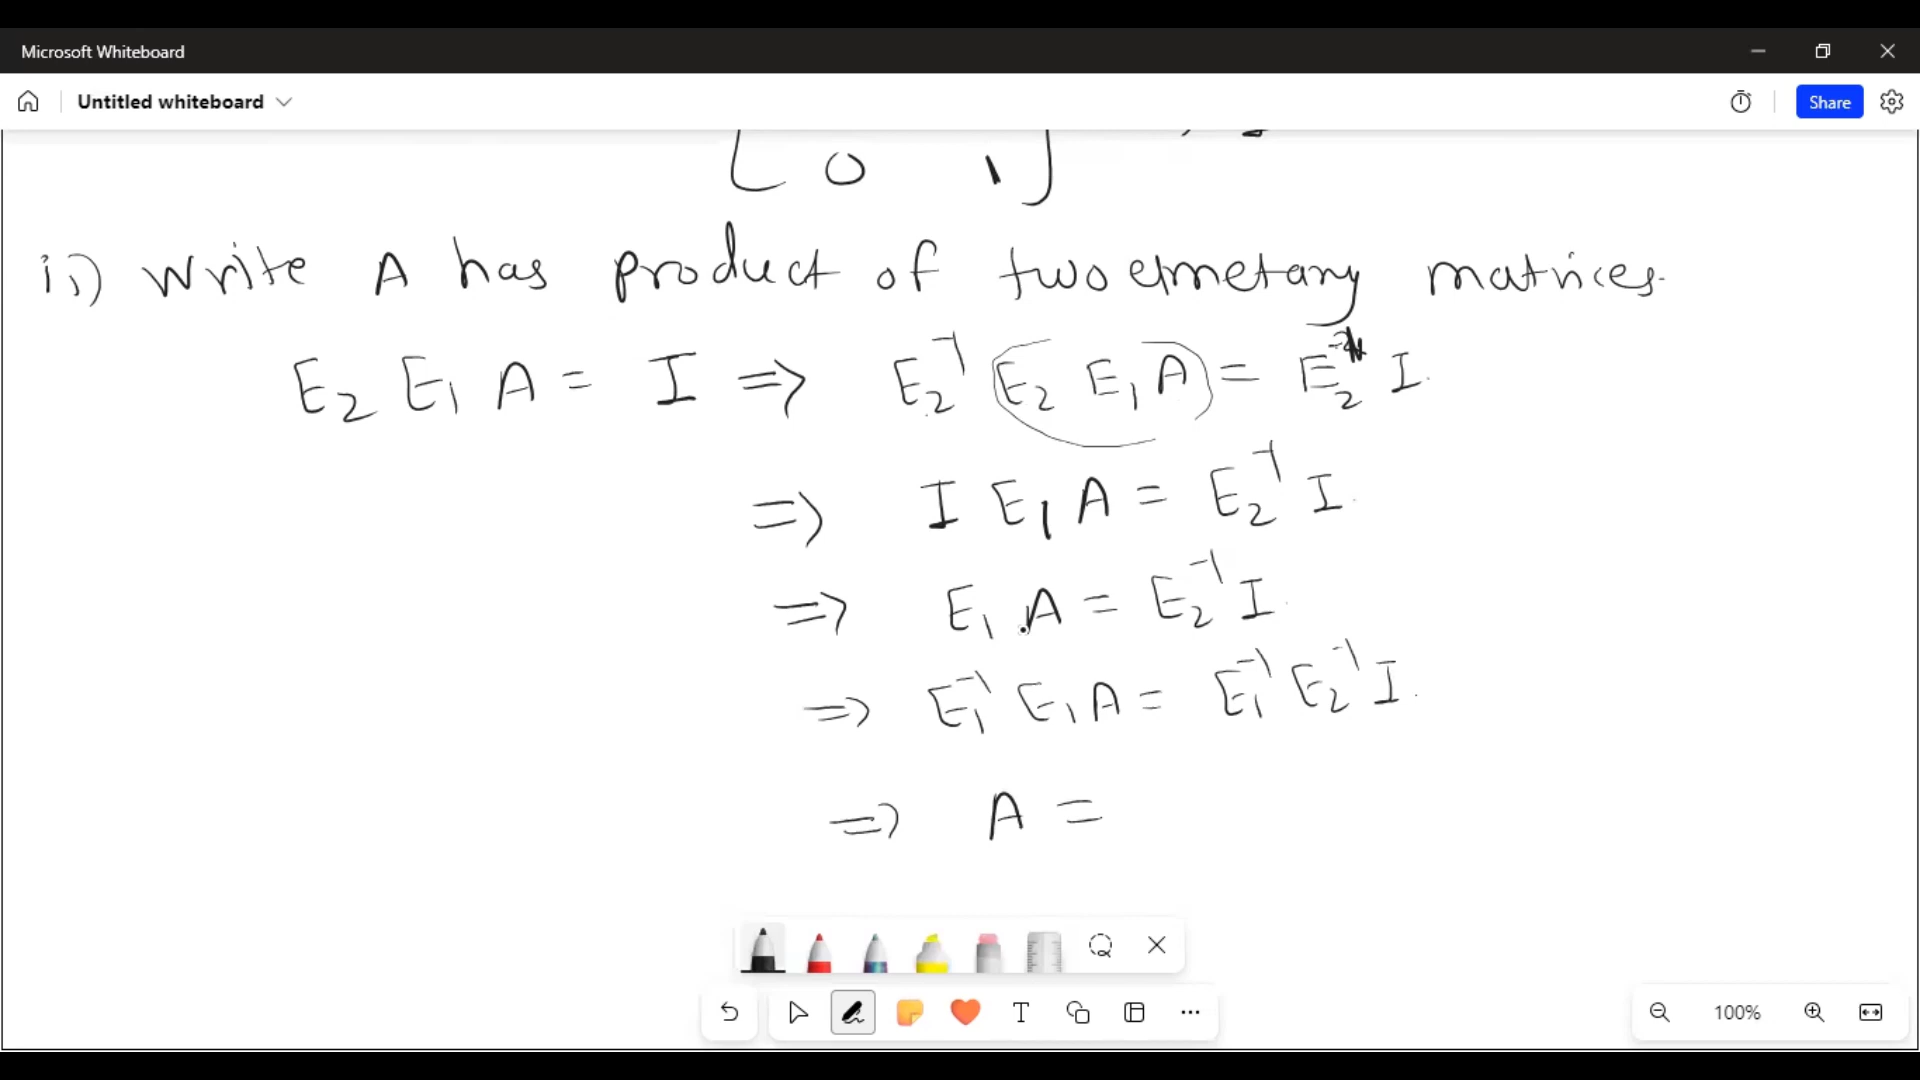 Microsoft Whiteboard
Untitled whiteboard
Share
[ 0 1 ]
ii) Write A has product of two elmetary matrices.
E₂ E₁ A = I => E₂⁻¹ (E₂ E₁ A) = E₂⁻¹ I.
=> I E₁ A = E₂⁻¹ I.
=> E₁ A = E₂⁻¹ I.
=> E₁⁻¹ E₁ A = E₁⁻¹ E₂⁻¹ I.
=> A =
T
100%